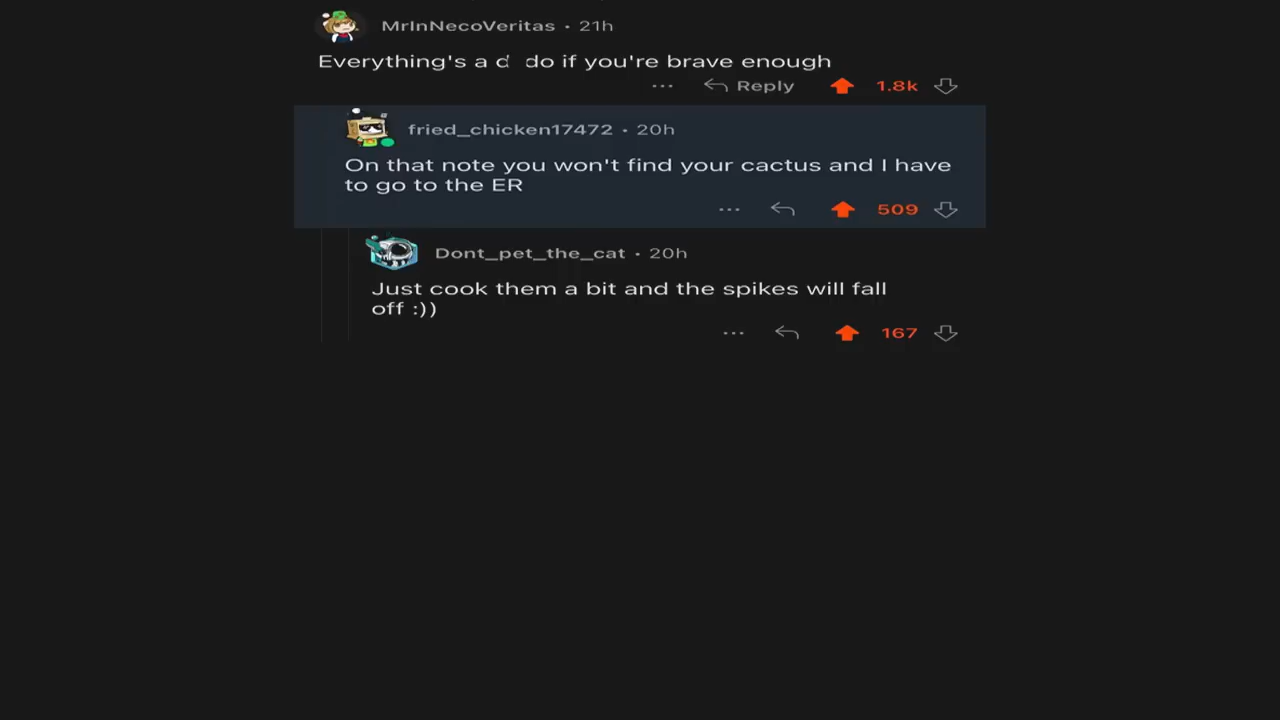 MrInNecoVeritas · 21h
Everything's a d do if you're brave enough
··· Reply 1.8k
fried_chicken17472 · 20h
On that note you won't find your cactus and I have
to go to the ER
··· 509
Dont_pet_the_cat · 20h
Just cook them a bit and the spikes will fall
off :))
··· 167